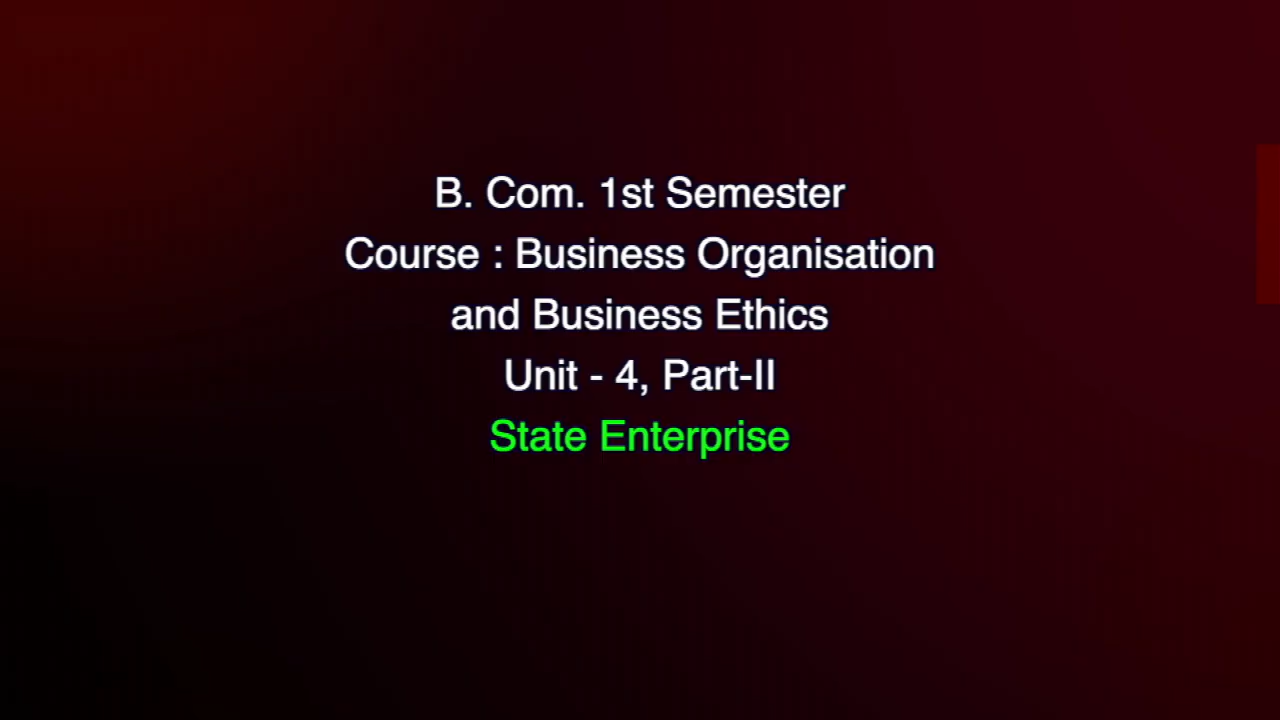 B. Com. 1st Semester
Course : Business Organisation
and Business Ethics
Unit - 4, Part-II
State Enterprise